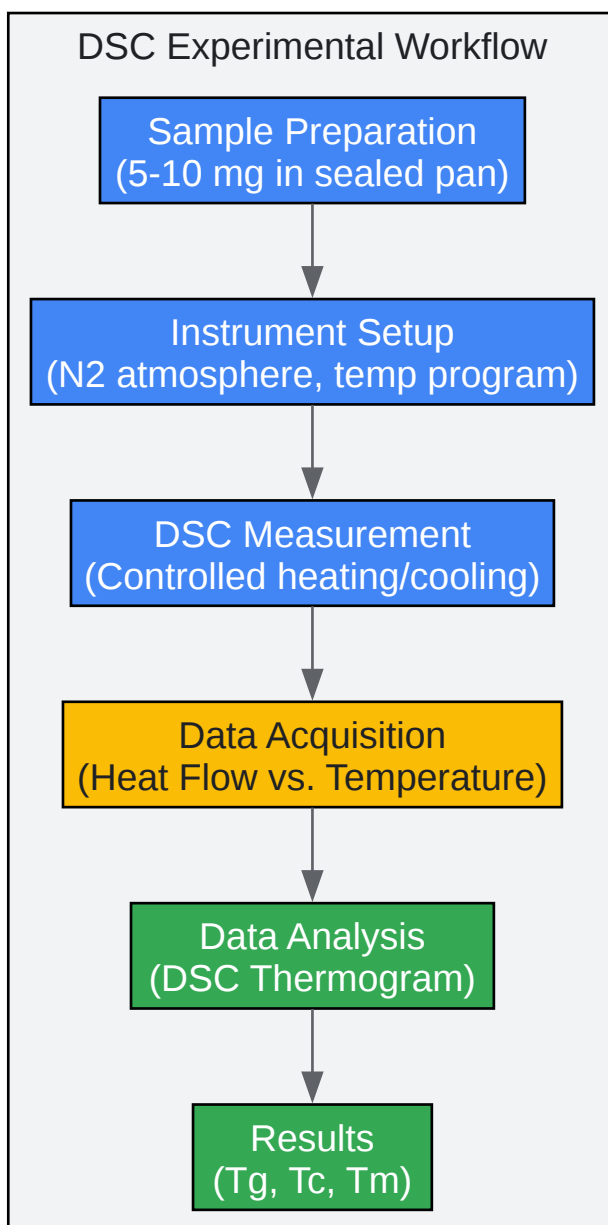 DSC Experimental Workflow
Sample Preparation
(5-10 mg in sealed pan)
Instrument Setup
(N2 atmosphere, temp program)
DSC Measurement
(Controlled heating/cooling)
Data Acquisition
(Heat Flow vs. Temperature)
Data Analysis
(DSC Thermogram)
Results
(Tg, Tc, Tm)